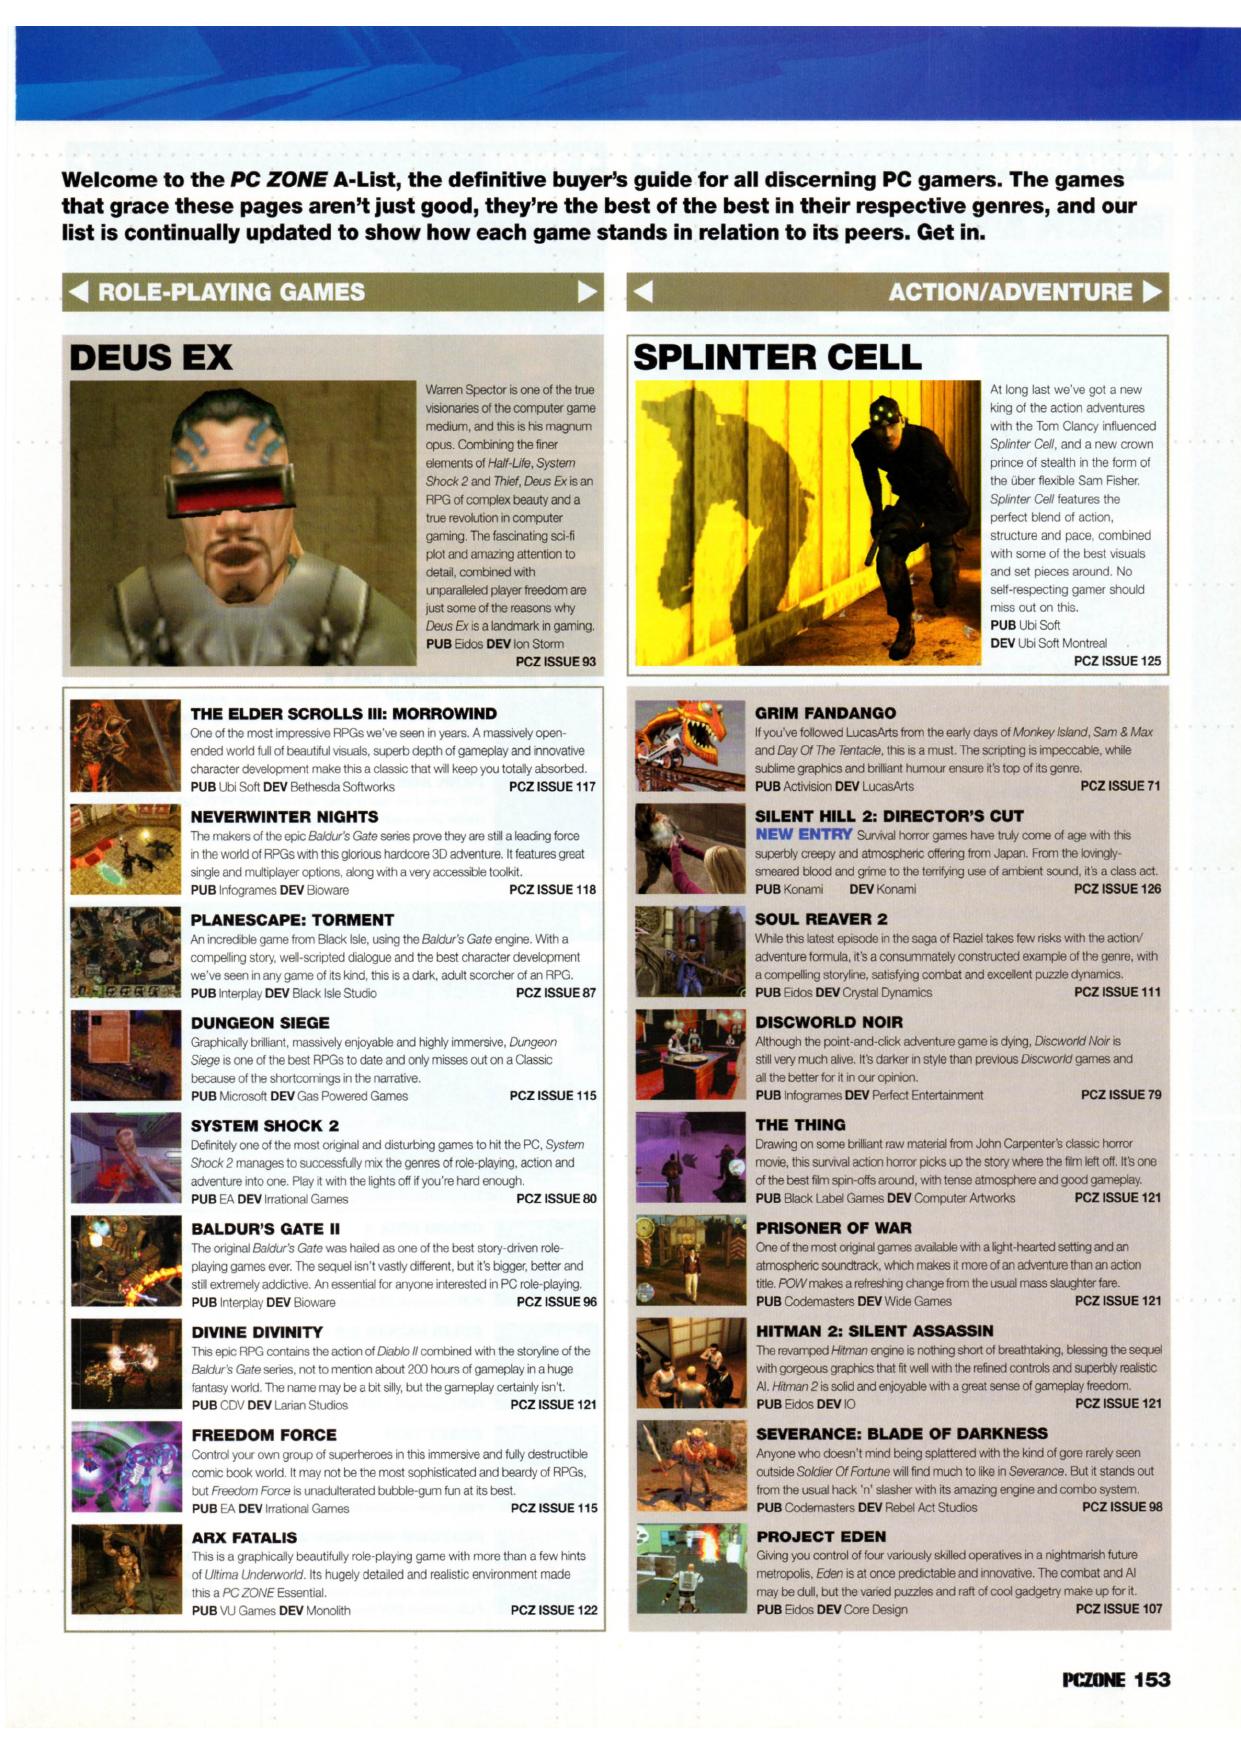 Welcome to the PC ZONE A-List, the definitive buyer's guide for all discerning PC gamers. The games
that grace these pages aren't just good, they're the best of the best in their respective genres, and our
list is continually updated to show how each game stands in relation to its peers. Get in.
ROLE-PLAYING GAMES
DEUS EX
Warren Spector is one of the true
visionaries of the computer game
medium, and this is his magnum
opus. Combining the finer
elements of Half-Life, System
Shock 2 and Thief, Deus Ex is an
RPG of complex beauty and a
true revolution in computer
gaming. The fascinating sci-fi
plot and amazing attention to
detail, combined with
unparalleled player freedom are
just some of the reasons why
Deus Ex is a landmark in gaming.
PUB Eidos DEV Ion Storm
PCZ ISSUE 93
THE ELDER SCROLLS III: MORROWIND
One of the most impressive RPGs we've seen in years. A massively open-
ended world full of beautiful visuals, superb depth of gameplay and innovative
character development make this a classic that will keep you totally absorbed.
PUB Ubi Soft DEV Bethesda Softworks PCZ ISSUE 117
NEVERWINTER NIGHTS
The makers of the epic Baldur's Gate series prove they are still a leading force
in the world of RPGs with this glorious hardcore 3D adventure. It features great
single and multiplayer options, along with a very accessible toolkit.
PUB Infogrames DEV Bioware PCZ ISSUE 118
PLANESCAPE: TORMENT
An incredible game from Black Isle, using the Baldur's Gate engine. With a
compelling story, well-scripted dialogue and the best character development
we've seen in any game of its kind, this is a dark, adult scorcher of an RPG.
PUB Interplay DEV Black Isle Studio PCZ ISSUE 87
DUNGEON SIEGE
Graphically brilliant, massively enjoyable and highly immersive, Dungeon
Siege is one of the best RPGs to date and only misses out on a Classic
because of the shortcomings in the narrative.
PUB Microsoft DEV Gas Powered Games PCZ ISSUE 115
SYSTEM SHOCK 2
Definitely one of the most original and disturbing games to hit the PC, System
Shock 2 manages to successfully mix the genres of role-playing, action and
adventure into one. Play it with the lights off if you're hard enough.
PUB EA DEV Irrational Games PCZ ISSUE 80
BALDUR'S GATE II
The original Baldur's Gate was hailed as one of the best story-driven role-
playing games ever. The sequel isn't vastly different, but it's bigger, better and
still extremely addictive. An essential for anyone interested in PC role-playing.
PUB Interplay DEV Bioware PCZ ISSUE 96
DIVINE DIVINITY
This epic RPG contains the action of Diablo II combined with the storyline of the
Baldur's Gate series, not to mention about 200 hours of gameplay in a huge
fantasy world. The name may be a bit silly, but the gameplay certainly isn't.
PUB CDV DEV Larian Studios PCZ ISSUE 121
FREEDOM FORCE
Control your own group of superheroes in this immersive and fully destructible
comic book world. It may not be the most sophisticated and beardy of RPGs,
but Freedom Force is unadulterated bubble-gum fun at its best.
PUB EA DEV Irrational Games PCZ ISSUE 115
ARX FATALIS
This is a graphically beautifully role-playing game with more than a few hints
of Ultima Underworld. Its hugely detailed and realistic environment made
this a PC ZONE Essential.
PUB VU Games DEV Monolith PCZ ISSUE 122
ACTION/ADVENTURE
SPLINTER CELL
At long last we've got a new
king of the action adventures
with the Tom Clancy influenced
Splinter Cell, and a new crown
prince of stealth in the form of
the über flexible Sam Fisher.
Splinter Cell features the
perfect blend of action,
structure and pace, combined
with some of the best visuals
and set pieces around. No
self-respecting gamer should
miss out on this.
PUB Ubi Soft
DEV Ubi Soft Montreal
PCZ ISSUE 125
GRIM FANDANGO
If you've followed LucasArts from the early days of Monkey Island, Sam & Max
and Day Of The Tentacle, this is a must. The scripting is impeccable, while
sublime graphics and brilliant humour ensure it's top of its genre.
PUB Activision DEV LucasArts PCZ ISSUE 71
SILENT HILL 2: DIRECTOR'S CUT
NEW ENTRY Survival horror games have truly come of age with this
superbly creepy and atmospheric offering from Japan. From the lovingly-
smeared blood and grime to the terrifying use of ambient sound, it's a class act.
PUB Konami DEV Konami PCZ ISSUE 126
SOUL REAVER 2
While this latest episode in the saga of Raziel takes few risks with the action/
adventure formula, it's a consummately constructed example of the genre, with
a compelling storyline, satisfying combat and excellent puzzle dynamics.
PUB Eidos DEV Crystal Dynamics PCZ ISSUE 111
DISCWORLD NOIR
Although the point-and-click adventure game is dying, Discworld Noir is
still very much alive. It's darker in style than previous Discworld games and
all the better for it in our opinion.
PUB Infogrames DEV Perfect Entertainment PCZ ISSUE 79
THE THING
Drawing on some brilliant raw material from John Carpenter's classic horror
movie, this survival action horror picks up the story where the film left off. It's one
of the best film spin-offs around, with tense atmosphere and good gameplay.
PUB Black Label Games DEV Computer Artworks PCZ ISSUE 121
PRISONER OF WAR
One of the most original games available with a light-hearted setting and an
atmospheric soundtrack, which makes it more of an adventure than an action
title. POW makes a refreshing change from the usual mass slaughter fare.
PUB Codemasters DEV Wide Games PCZ ISSUE 121
HITMAN 2: SILENT ASSASSIN
The revamped Hitman engine is nothing short of breathtaking, blessing the sequel
with gorgeous graphics that fit well with the refined controls and superbly realistic
AI. Hitman 2 is solid and enjoyable with a great sense of gameplay freedom.
PUB Eidos DEV IO PCZ ISSUE 121
SEVERANCE: BLADE OF DARKNESS
Anyone who doesn't mind being splattered with the kind of gore rarely seen
outside Soldier Of Fortune will find much to like in Severance. But it stands out
from the usual hack 'n' slasher with its amazing engine and combo system.
PUB Codemasters DEV Rebel Act Studios PCZ ISSUE 98
PROJECT EDEN
Giving you control of four variously skilled operatives in a nightmarish future
metropolis, Eden is at once predictable and innovative. The combat and AI
may be dull, but the varied puzzles and raft of cool gadgetry make up for it.
PUB Eidos DEV Core Design PCZ ISSUE 107
PCZONE 153